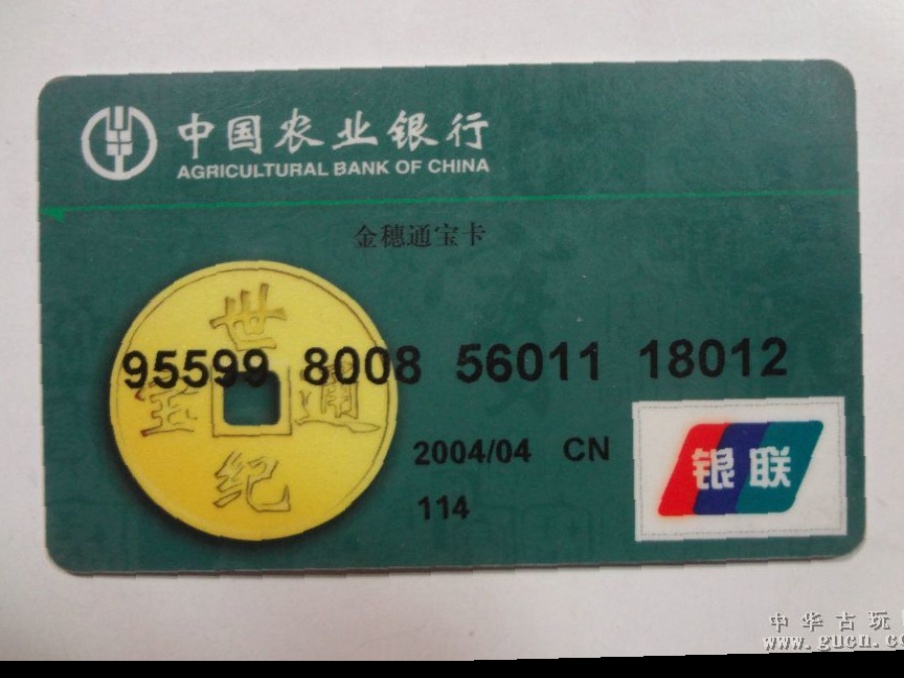 中国农业银行
AGRICULTURAL BANK OF CHINA
金穗通宝卡
世
95599 8008 56011 18012
宝 通
纪
2004/04 CN
114
银联
中华古玩
www.gucn.co